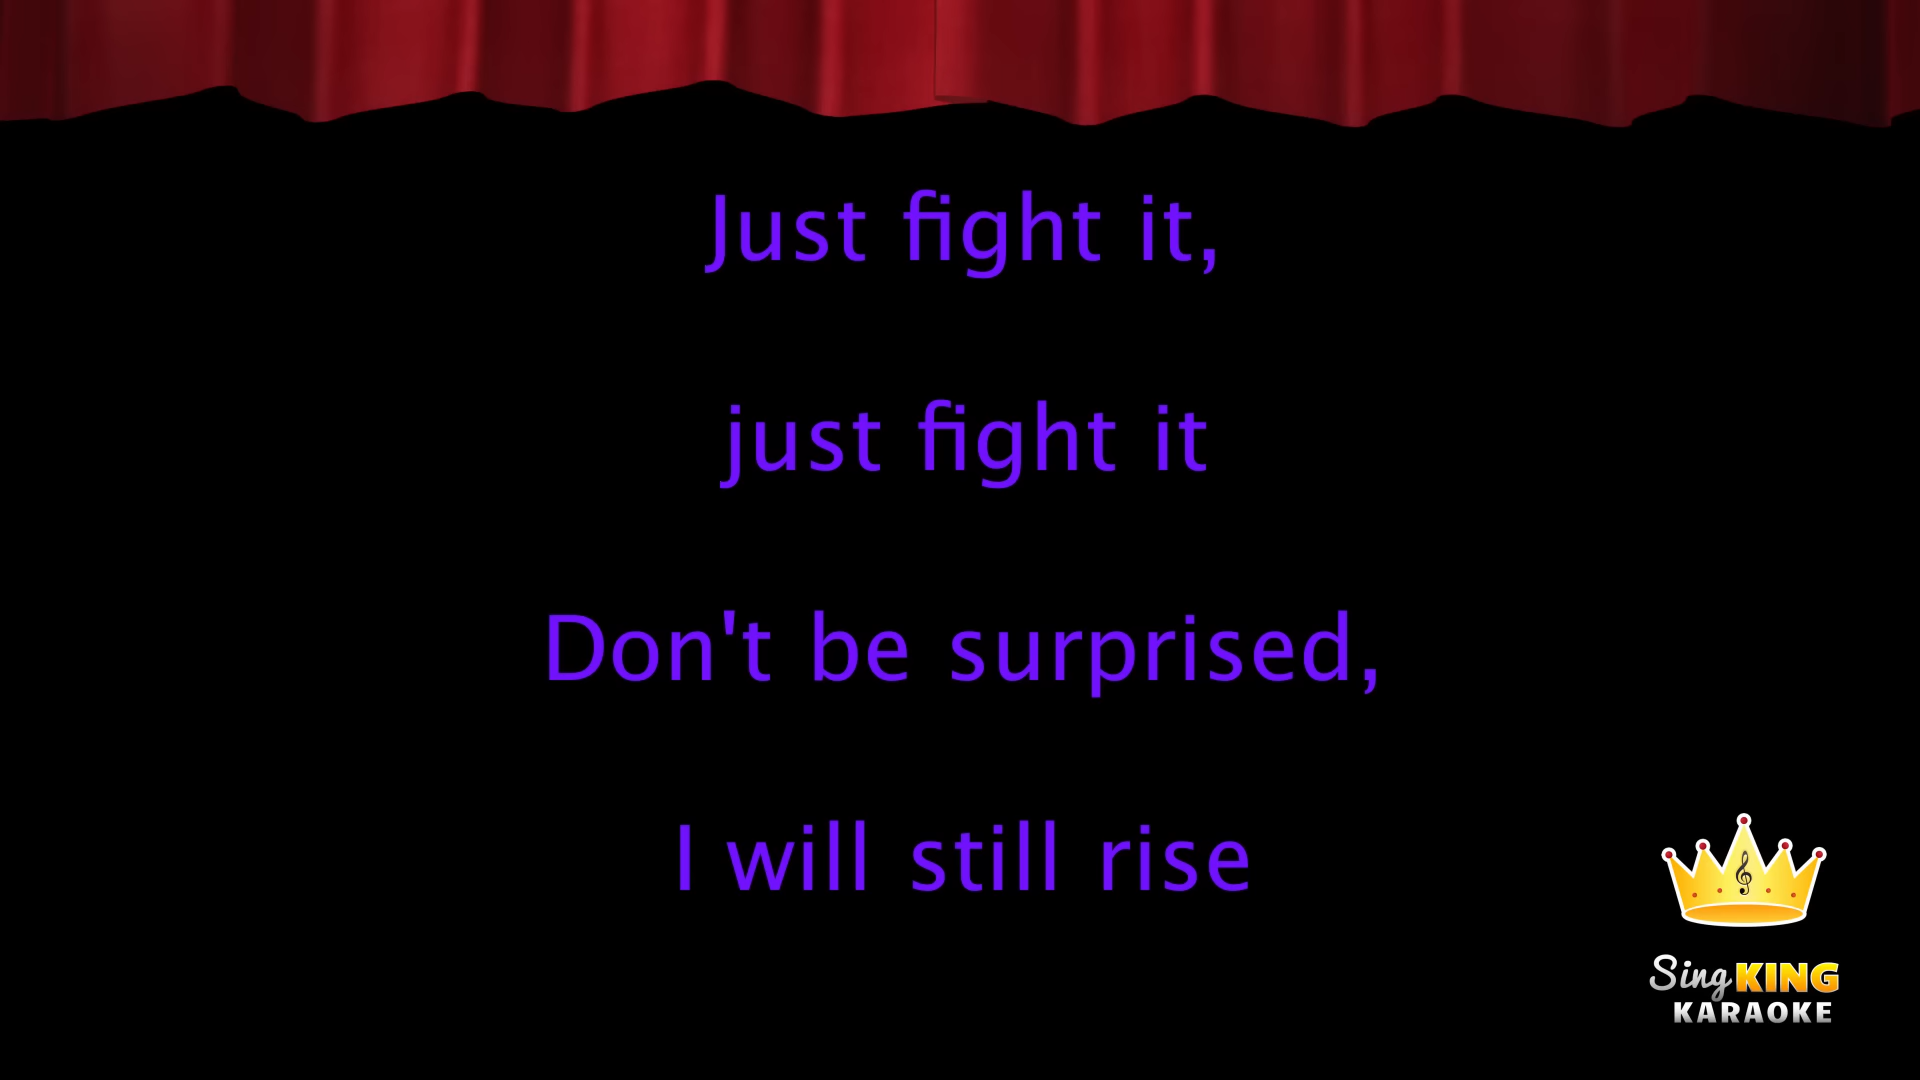 Just fight it,
just fight it
Don't be surprised,
I will still rise
Sing KING
KARAOKE